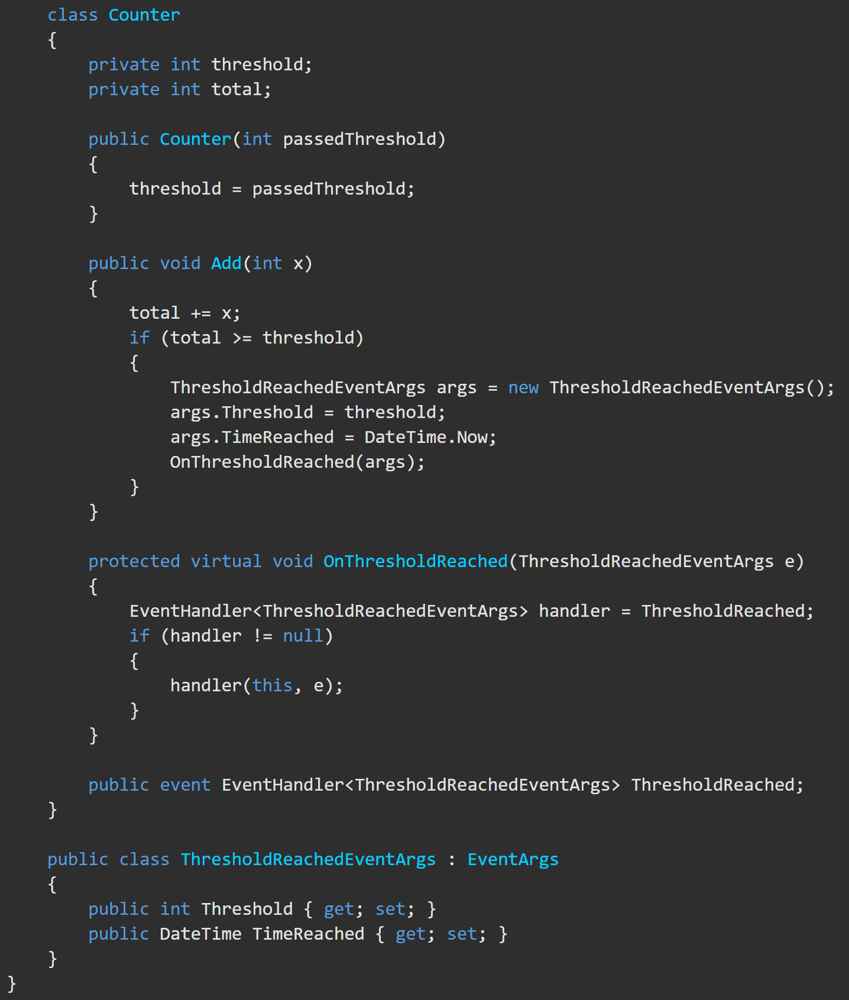 class Counter
{
private int threshold;
private int total;
public Counter(int passedThreshold)
{
threshold = passedThreshold;
}
public void Add(int x)
{
total += x;
if (total >= threshold)
{
ThresholdReachedEventArgs args = new ThresholdReachedEventArgs();
args.Threshold = threshold;
args.TimeReached = DateTime.Now;
OnThresholdReached(args);
}
}
protected virtual void OnThresholdReached(ThresholdReachedEventArgs e)
{
EventHandler<ThresholdReachedEventArgs> handler = ThresholdReached;
if (handler != null)
{
handler(this, e);
}
}
public event EventHandler<ThresholdReachedEventArgs> ThresholdReached;
}
public class ThresholdReachedEventArgs : EventArgs
{
public int Threshold { get; set; }
public DateTime TimeReached { get; set; }
}
}